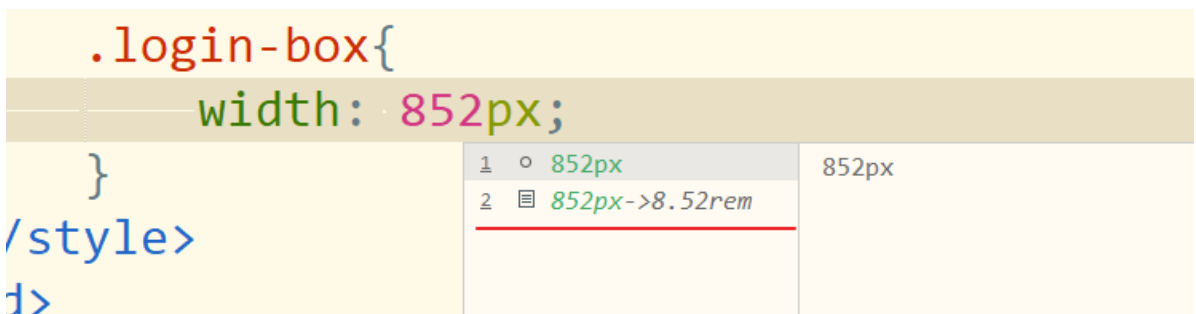 .login-box{
width: 852px;
}
1 852px
852px
2 852px->8.52rem
/style>
d>